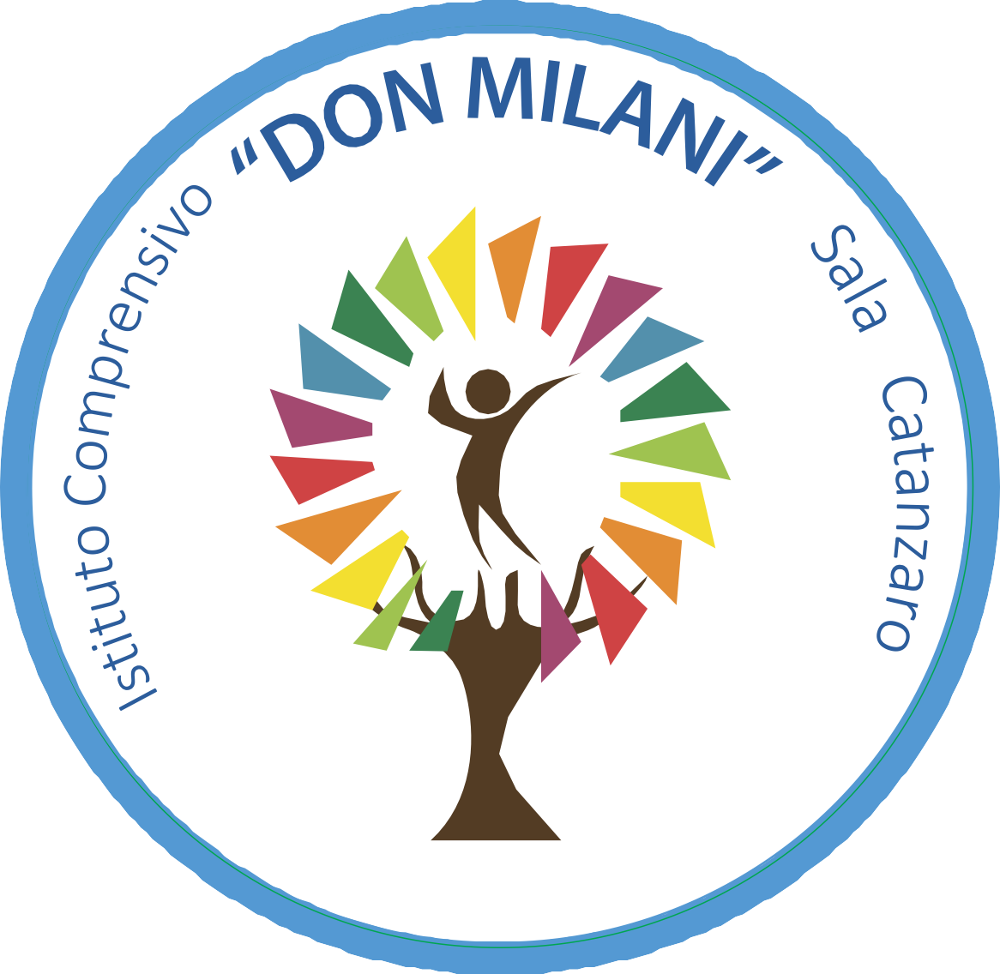 Istituto Comprensivo
“DON MILANI”
Sala Catanzaro